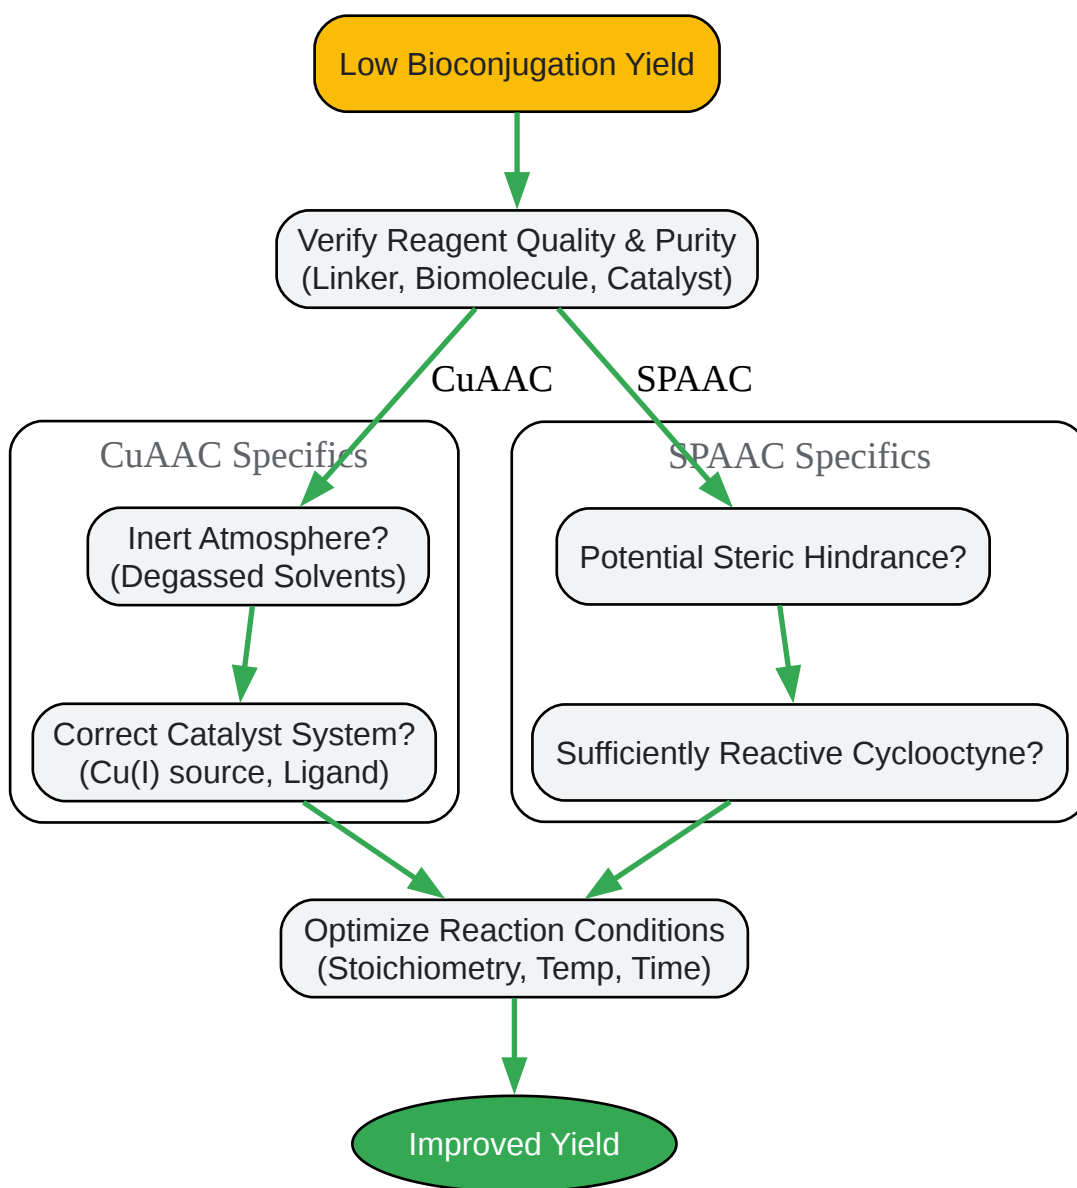 Low Bioconjugation Yield
Verify Reagent Quality & Purity
(Linker, Biomolecule, Catalyst)
CuAAC
SPAAC
CuAAC Specifics
SPAAC Specifics
Inert Atmosphere?
(Degassed Solvents)
Potential Steric Hindrance?
Correct Catalyst System?
(Cu(I) source, Ligand)
Sufficiently Reactive Cyclooctyne?
Optimize Reaction Conditions
(Stoichiometry, Temp, Time)
Improved Yield